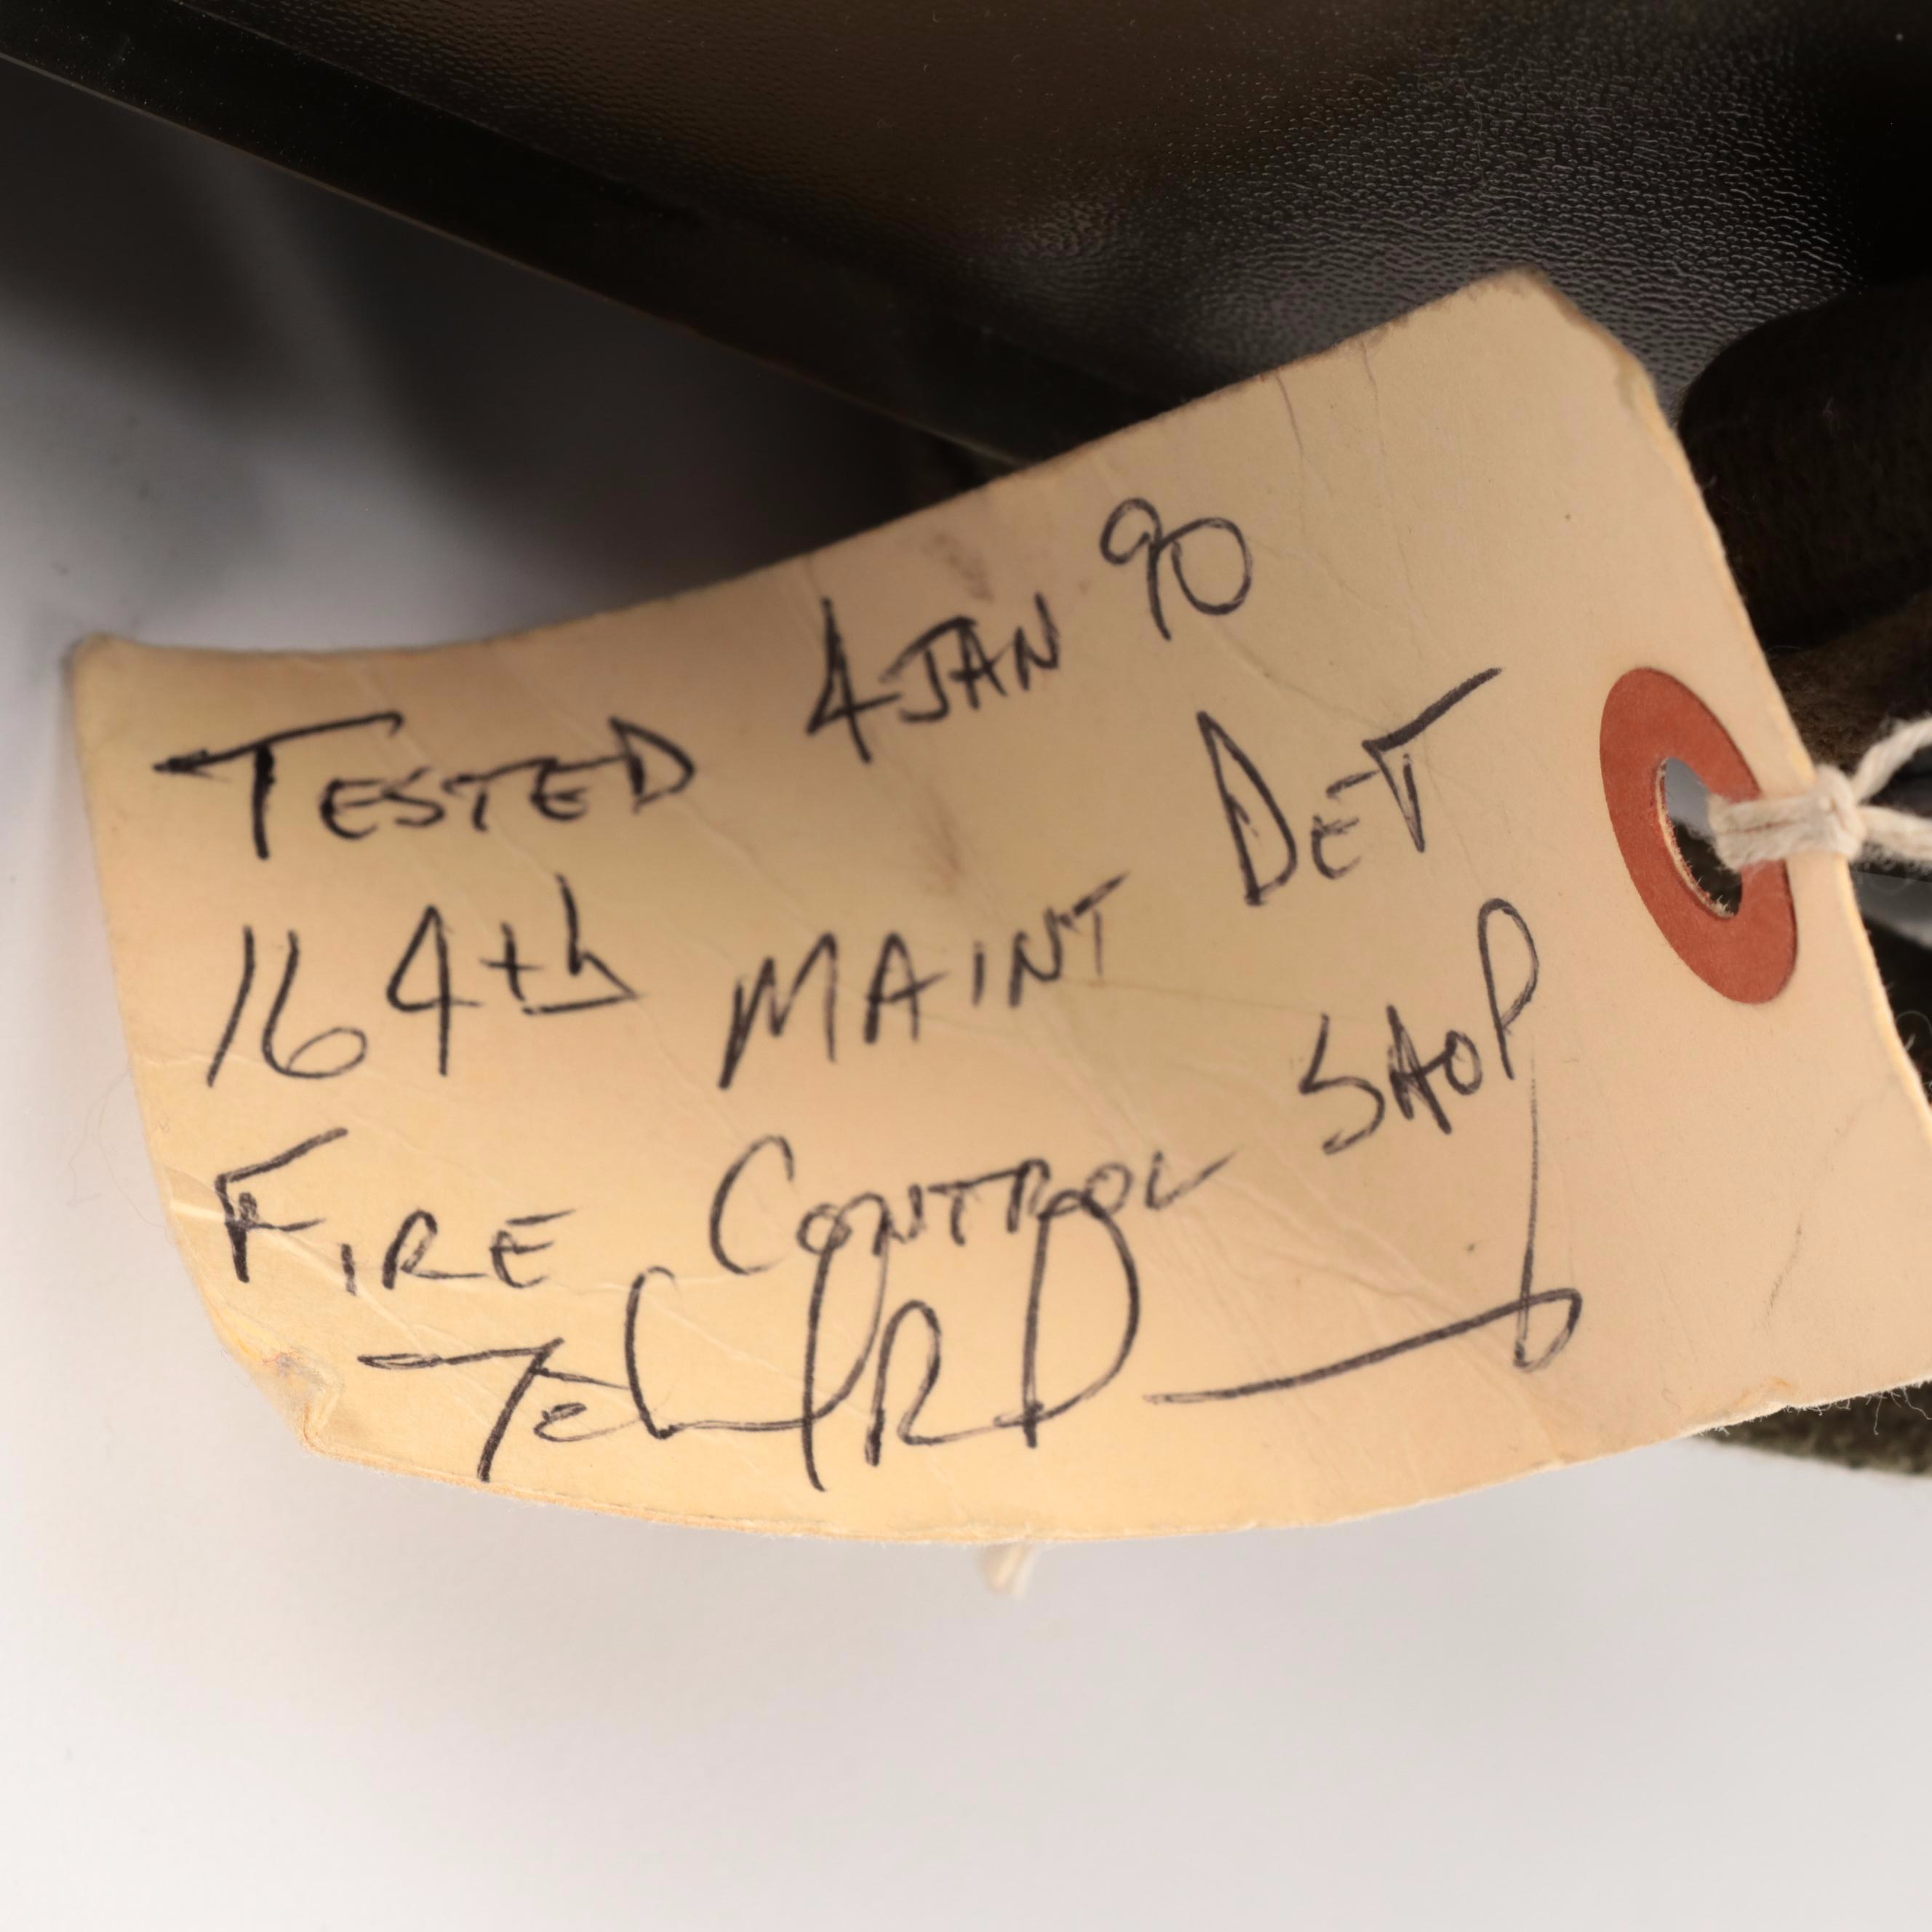 TESTED 4 JAN 90
164th MAINT DET
FIRE CONTROL SHOP